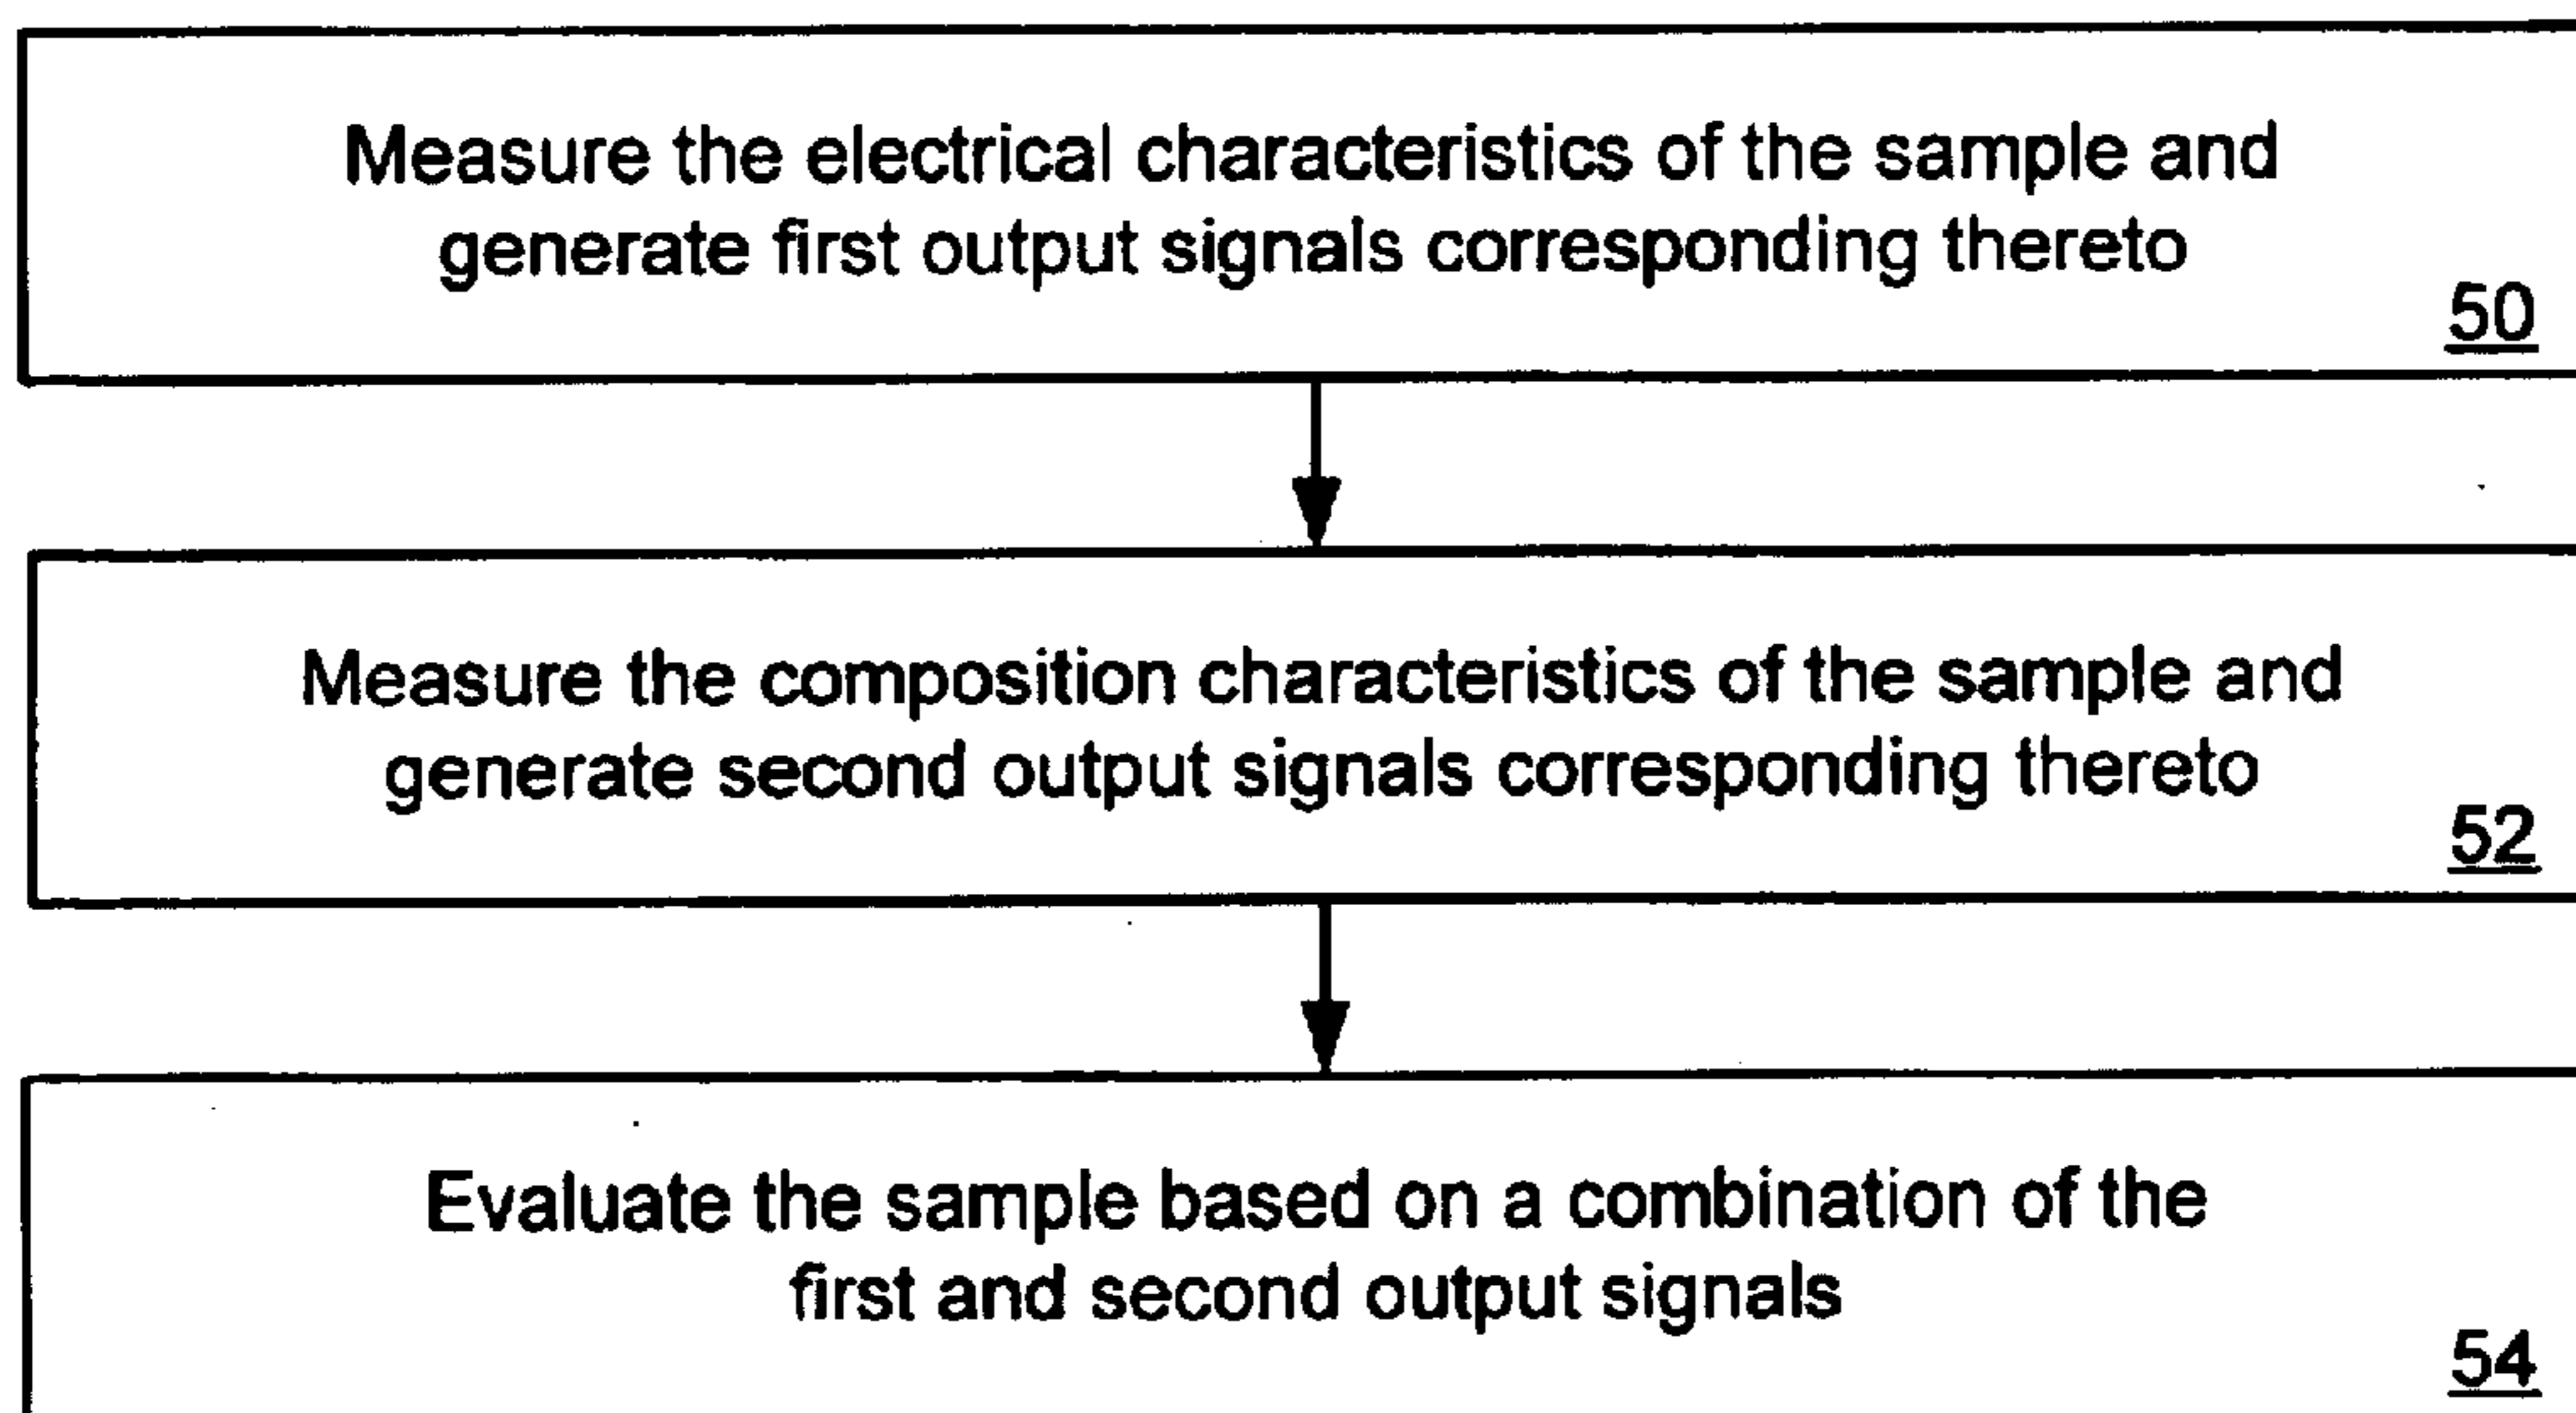 Measure the electrical characteristics of the sample and
generate first output signals corresponding thereto
50
Measure the composition characteristics of the sample and
generate second output signals corresponding thereto
52
Evaluate the sample based on a combination of the
first and second output signals
54